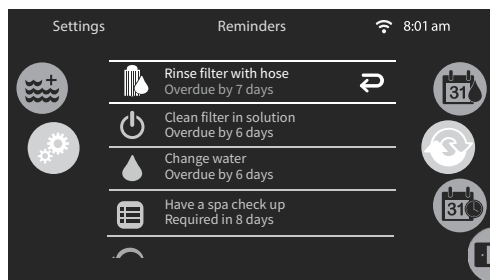 Settings
Reminders
8:01 am
Rinse filter with hose
Overdue by 7 days
31
Clean filter in solution
Overdue by 6 days
Change water
Overdue by 6 days
Have a spa check up
Required in 8 days
31